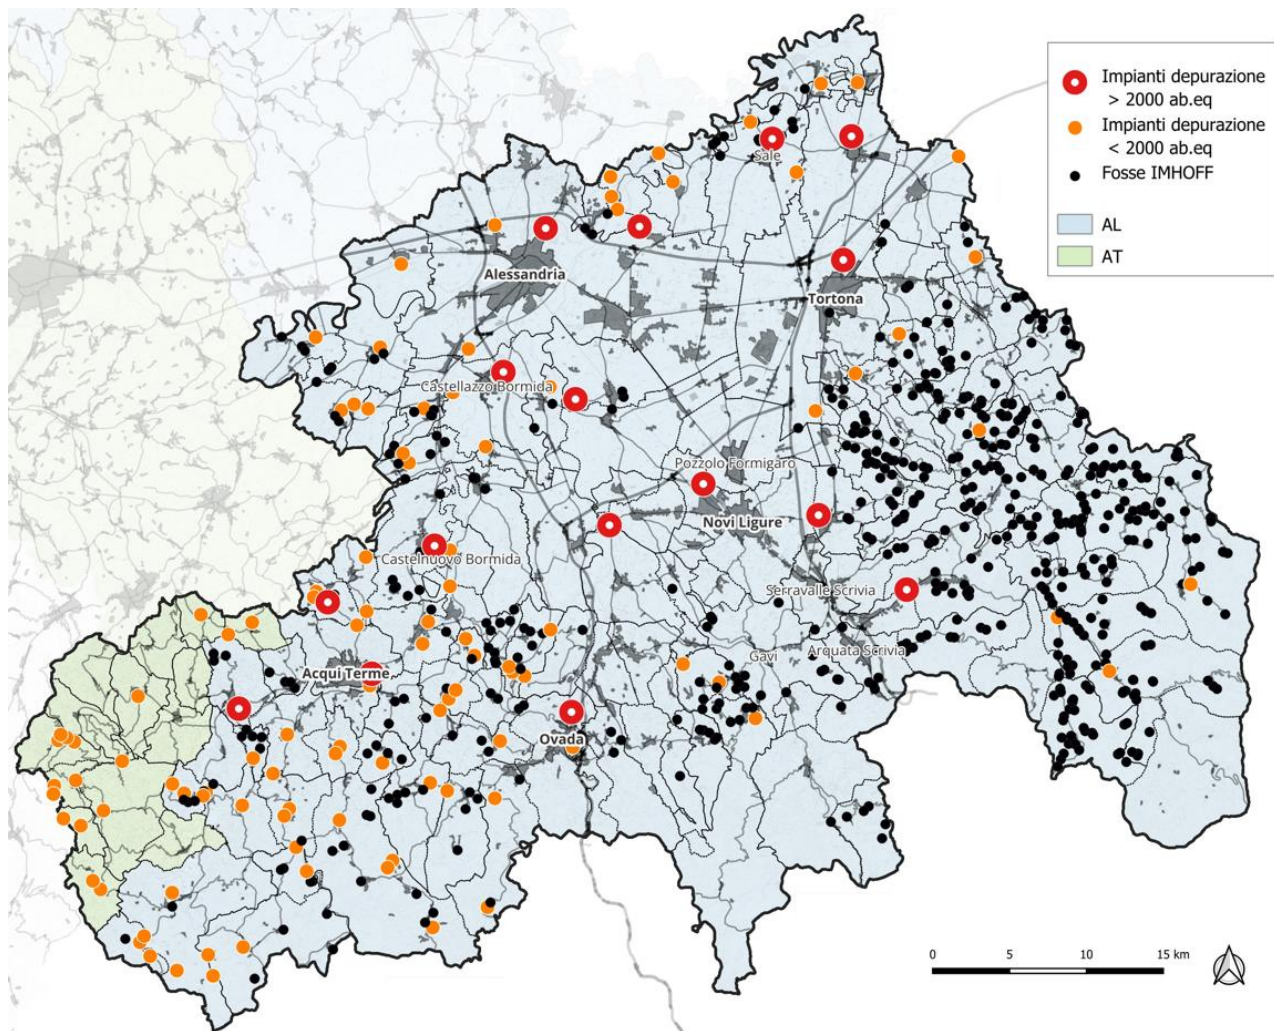 Impianti depurazione
> 2000 ab.eq
Impianti depurazione
< 2000 ab.eq
Fosse IMHOFF
AL
AT
Sale
Alessandria
Tortona
Castellazzo Bormida
Pozzolo Formigaro
Novi Ligure
Castelnuovo Bormida
Serravalle Scrivia
Gavi
Arquata Scrivia
Acqui Terme
Ovada
0 5 10 15 km